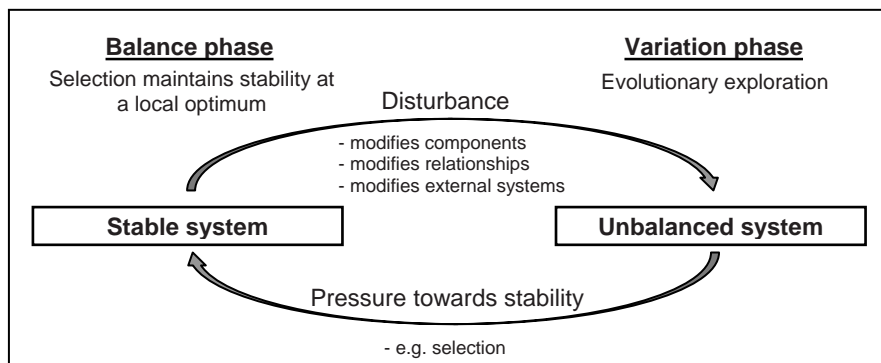 Balance phase
Selection maintains stability at
a local optimum
Variation phase
Evolutionary exploration
Disturbance
- modifies components
- modifies relationships
- modifies external systems
Stable system
Unbalanced system
Pressure towards stability
- e.g. selection